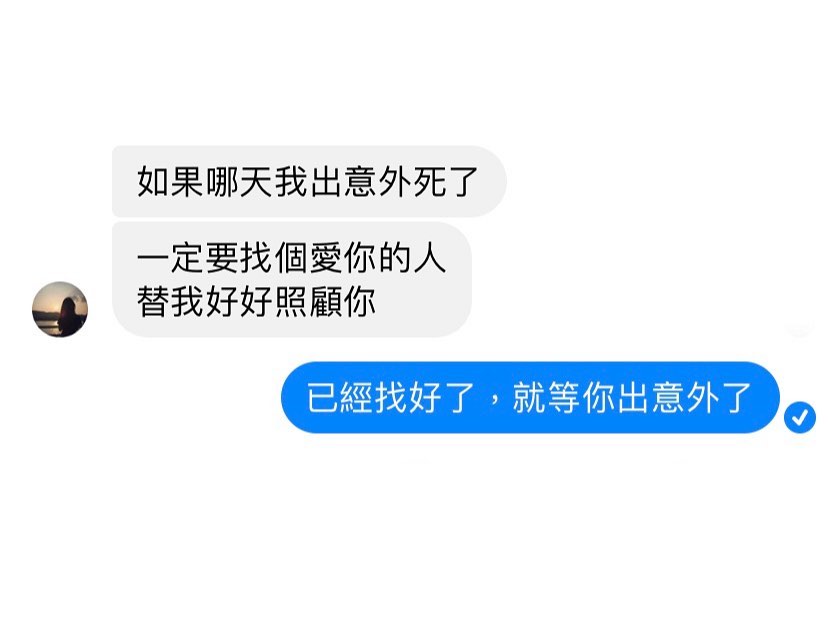 如果哪天我出意外死了
一定要找個愛你的人
替我好好照顧你
已經找好了，就等你出意外了